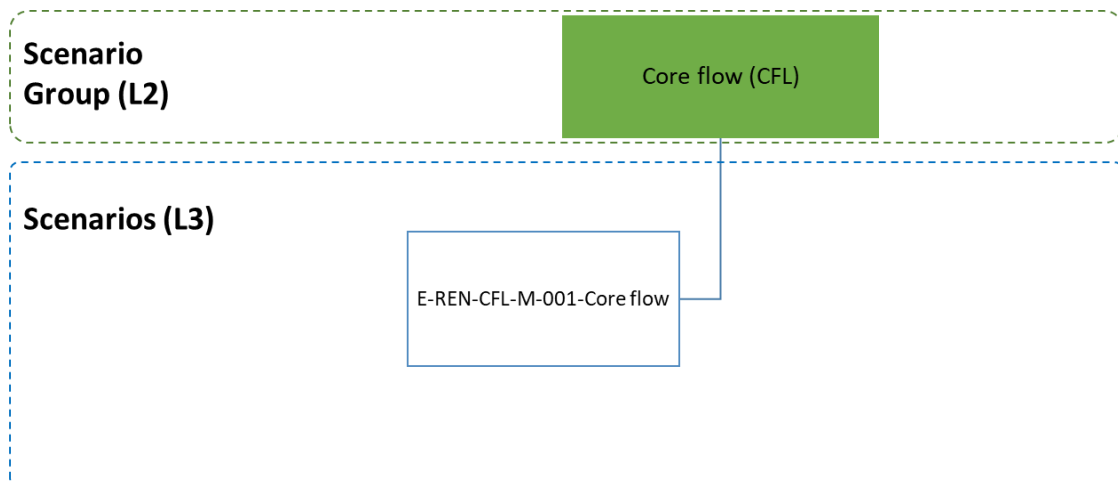 Scenario
Group (L2)
Core flow (CFL)
Scenarios (L3)
E-REN-CFL-M-001-Core flow